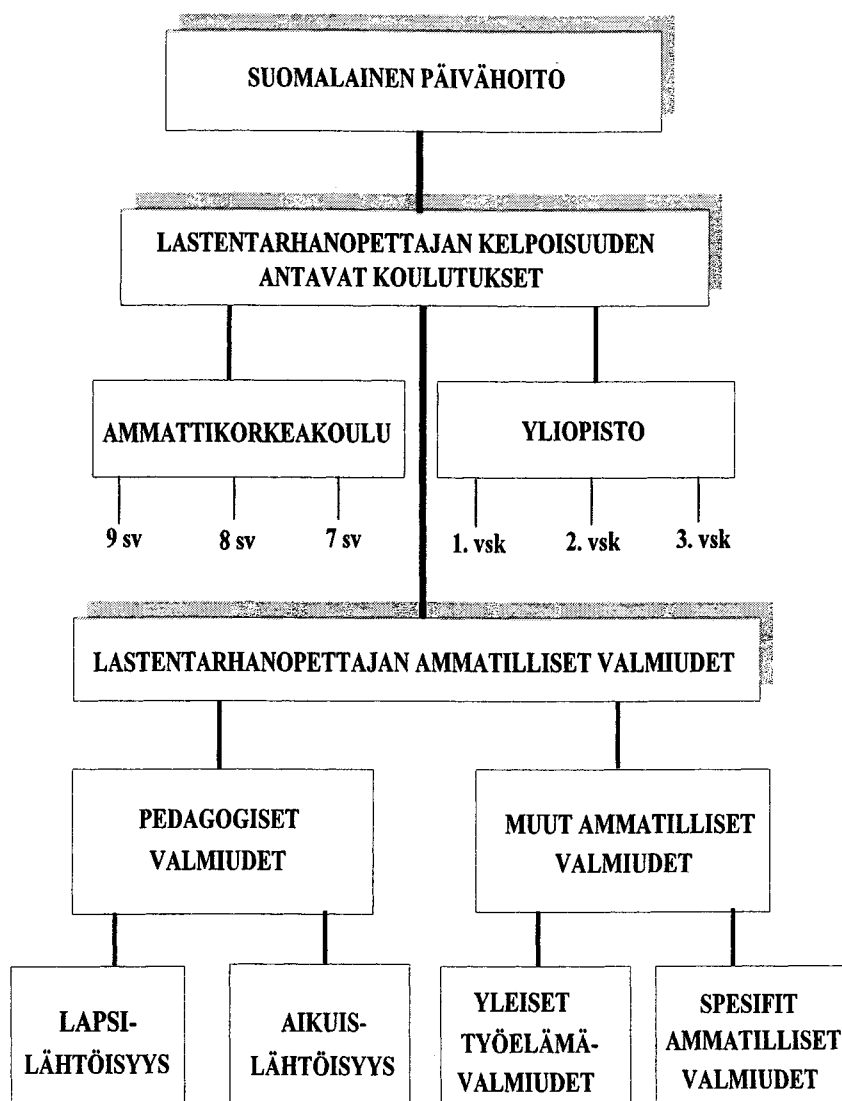 SUOMALAINEN PÄIVÄHOITO
LASTENTARHANOPETTAJAN KELPOISUUDEN
ANTAVAT KOULUTUKSET
AMMATTIKORKEAKOULU
YLIOPISTO
9 sv
8 sv
7 sv
1. vsk
2. vsk
3. vsk
LASTENTARHANOPETTAJAN AMMATILLISET VALMIUDET
PEDAGOGISET
VALMIUDET
MUUT AMMATILLISET
VALMIUDET
LAPSI-
LÄHTÖISYYS
AIKUIS-
LÄHTÖISYYS
YLEISET
TYÖELÄMÄ-
VALMIUDET
SPESIFIT
AMMATILLISET
VALMIUDET